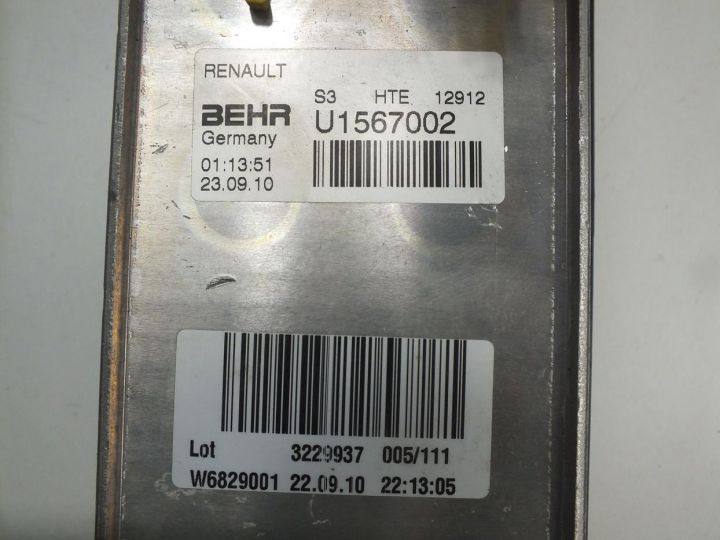 RENAULT
S3 HTE 12912
BEHR U1567002
Germany
01:13:51
23.09.10
Lot 3229937 005/111
W6829001 22.09.10 22:13:05